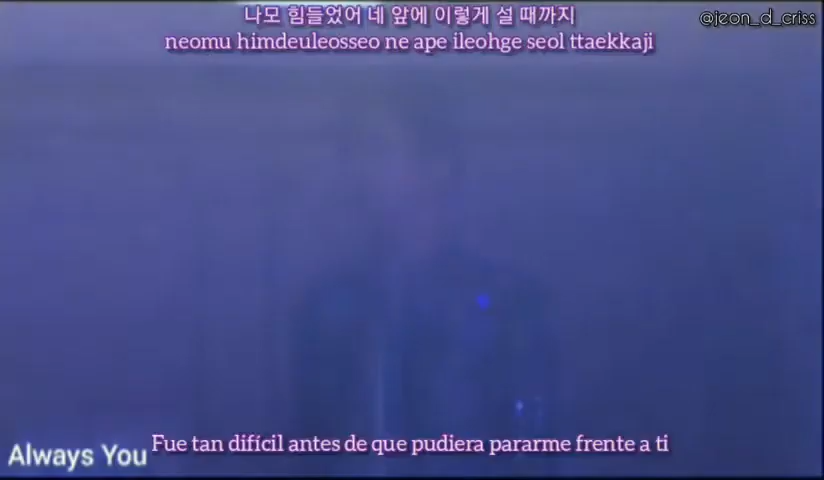 나모 힘들었어 네 앞에 이렇게 설 때까지
@jeon_d_criss
neomu himdeuleosseo ne ape ileohge seol ttaekkaji
Fue tan difícil antes de que pudiera pararme frente a ti
Always You